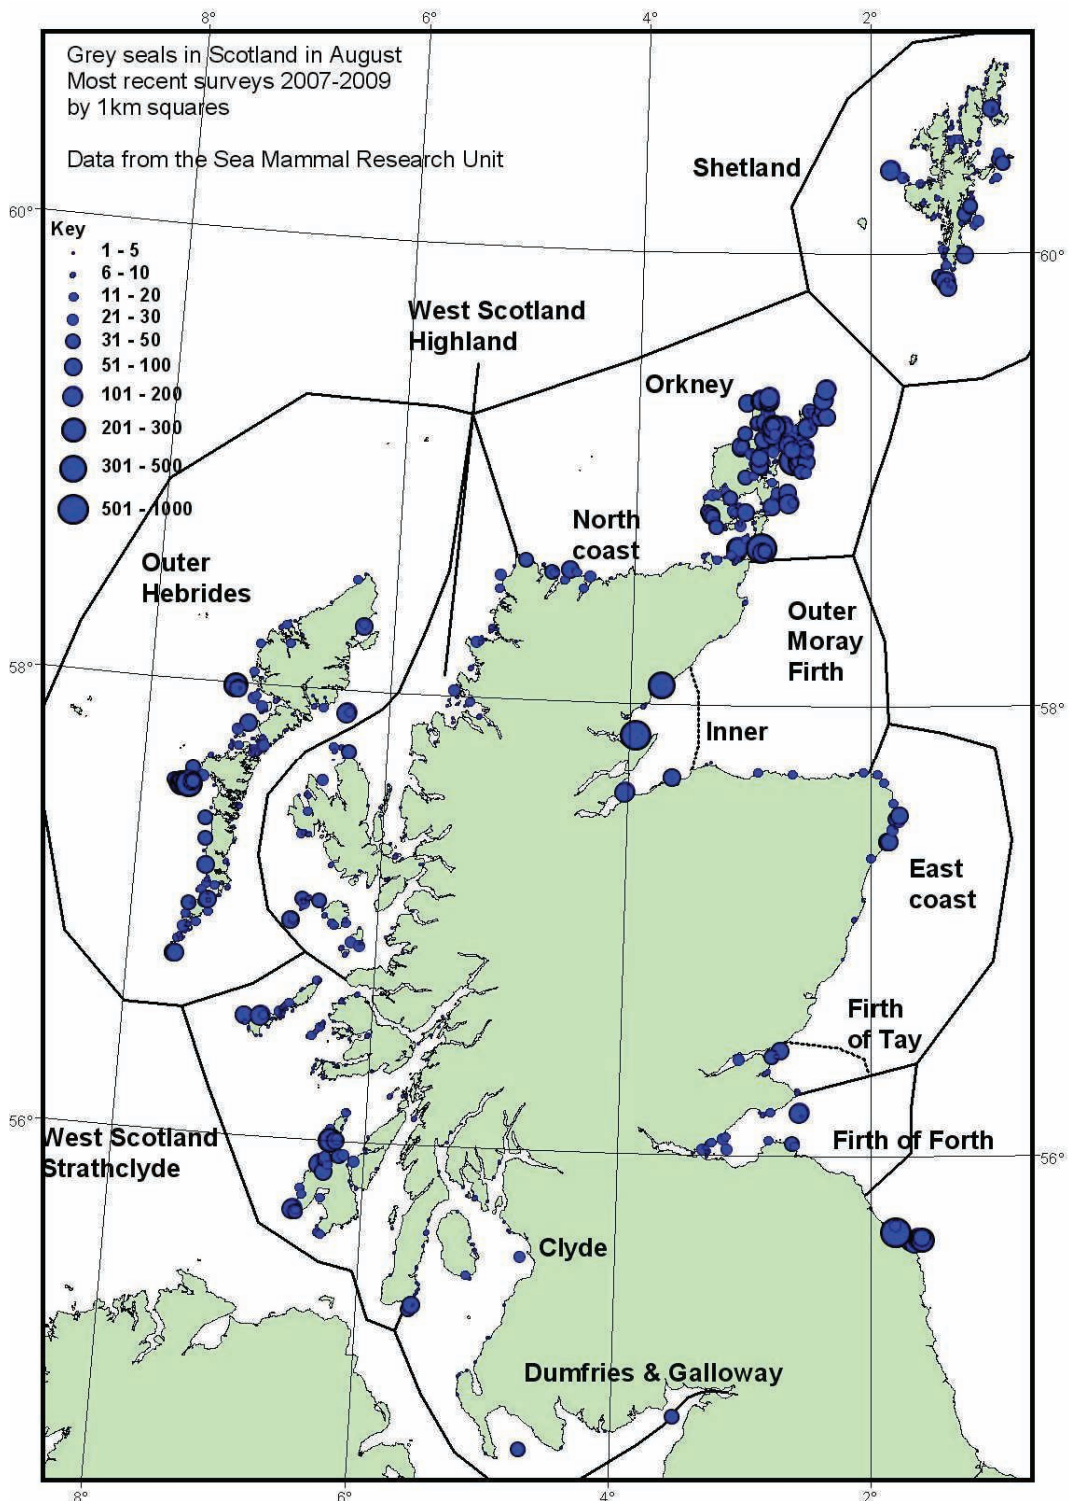 8°
6°
4°
2°
Grey seals in Scotland in August
Most recent surveys 2007-2009
by 1km squares
Data from the Sea Mammal Research Unit
Shetland
60°
60°
Key
1 - 5
6 - 10
11 - 20
21 - 30
31 - 50
51 - 100
101 - 200
201 - 300
301 - 500
501 - 1000
West Scotland
Highland
Orkney
North
coast
Outer
Hebrides
Outer
Moray
Firth
58°
58°
Inner
East
coast
Firth
of Tay
56°
56°
West Scotland
Strathclyde
Firth of Forth
Clyde
Dumfries & Galloway
8°
6°
4°
2°